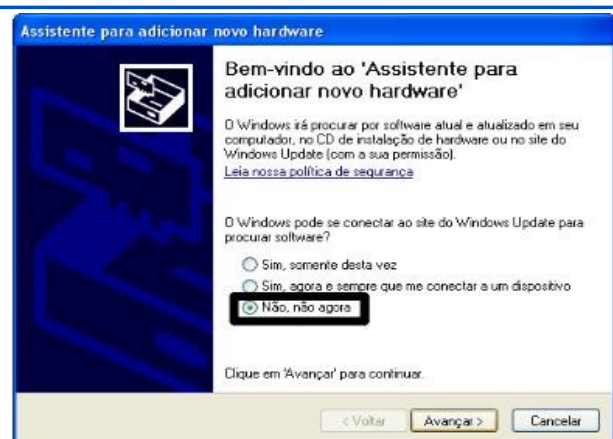 Assistente para adicionar novo hardware
Bem-vindo ao 'Assistente para
adicionar novo hardware'
O Windows irá procurar por software atual e atualizado em seu
computador, no CD de instalação de hardware ou no site do
Windows Update (com a sua permissão).
Leia nossa política de segurança
O Windows pode se conectar ao site do Windows Update para
procurar software?
Sim, somente desta vez
Sim, agora e sempre que me conectar a um dispositivo
Não, não agora
Clique em 'Avançar' para continuar.
< Voltar Avançar > Cancelar